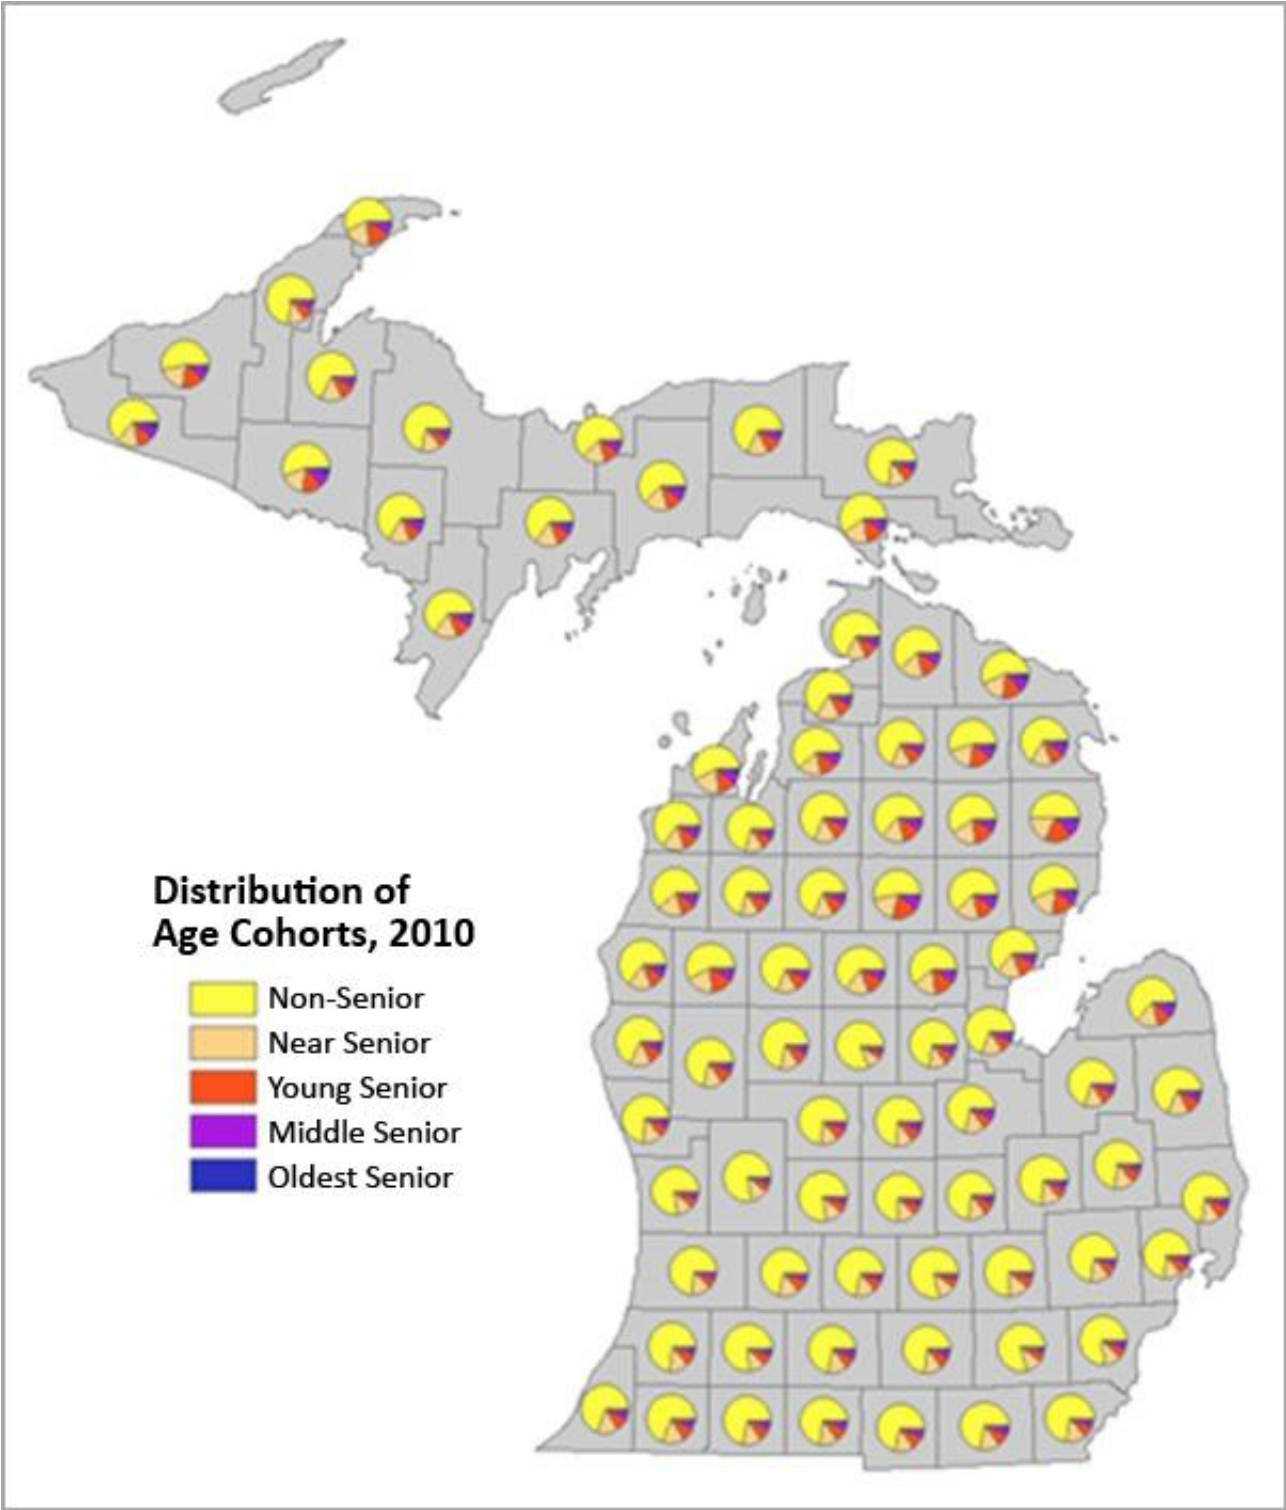 Distribution of
Age Cohorts, 2010
Non-Senior
Near Senior
Young Senior
Middle Senior
Oldest Senior